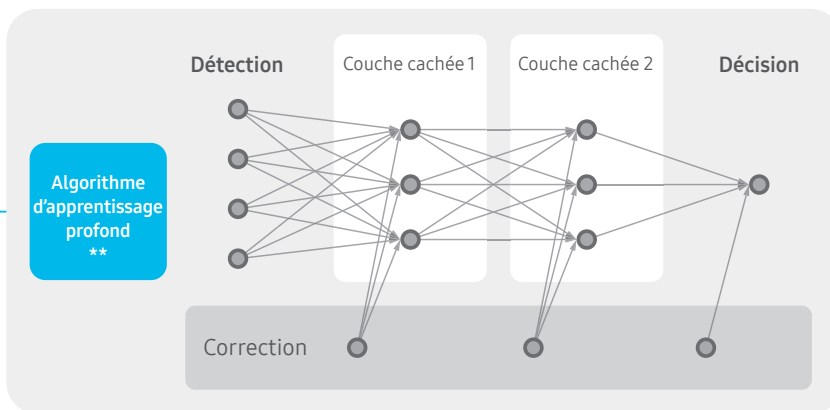 Détection
Couche cachée 1
Couche cachée 2
Décision
Algorithme
d'apprentissage
profond
**
Correction